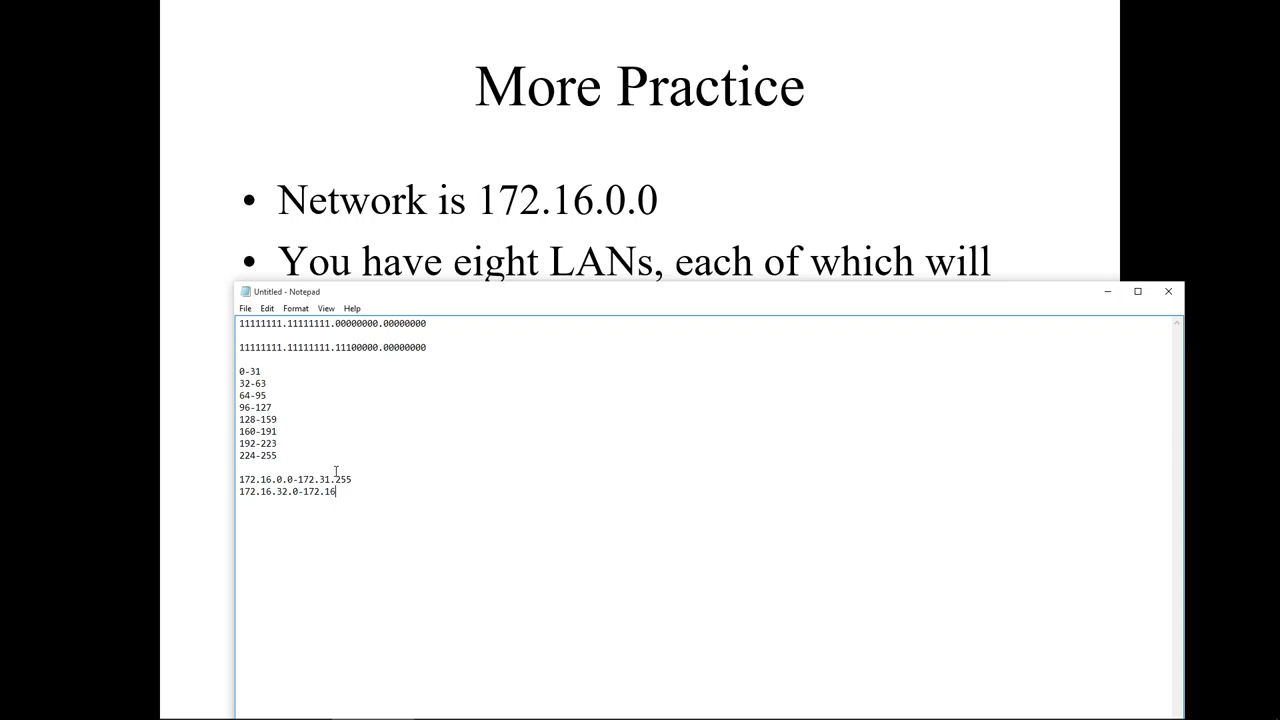 More Practice
• Network is 172.16.0.0
• You have eight LANs, each of which will
Untitled - Notepad
File Edit Format View Help
11111111.11111111.00000000.00000000
11111111.11111111.11100000.00000000
0-31
32-63
64-95
96-127
128-159
160-191
192-223
224-255
172.16.0.0-172.31.255
172.16.32.0-172.16